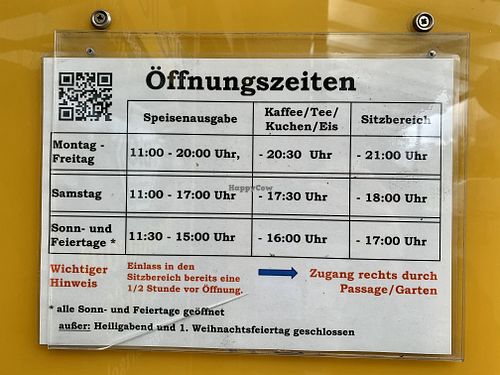 Öffnungszeiten
Speisenausgabe
Kaffee/Tee/
Kuchen/Eis
Sitzbereich
Montag -
Freitag
11:00 - 20:00 Uhr,
- 20:30 Uhr
- 21:00 Uhr
Samstag
11:00 - 17:00 Uhr
- 17:30 Uhr
- 18:00 Uhr
Sonn- und
Feiertage *
11:30 - 15:00 Uhr
- 16:00 Uhr
- 17:00 Uhr
HappyCow
Wichtiger
Hinweis
Einlass in den
Sitzbereich bereits eine
1/2 Stunde vor Öffnung.
Zugang rechts durch
Passage/Garten
* alle Sonn- und Feiertage geöffnet
außer: Heiligabend und 1. Weihnachtsfeiertag geschlossen